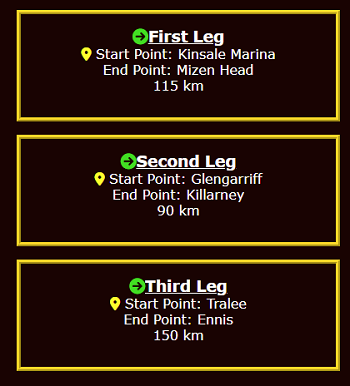 First Leg
Start Point: Kinsale Marina
End Point: Mizen Head
115 km
Second Leg
Start Point: Glengarriff
End Point: Killarney
90 km
Third Leg
Start Point: Tralee
End Point: Ennis
150 km